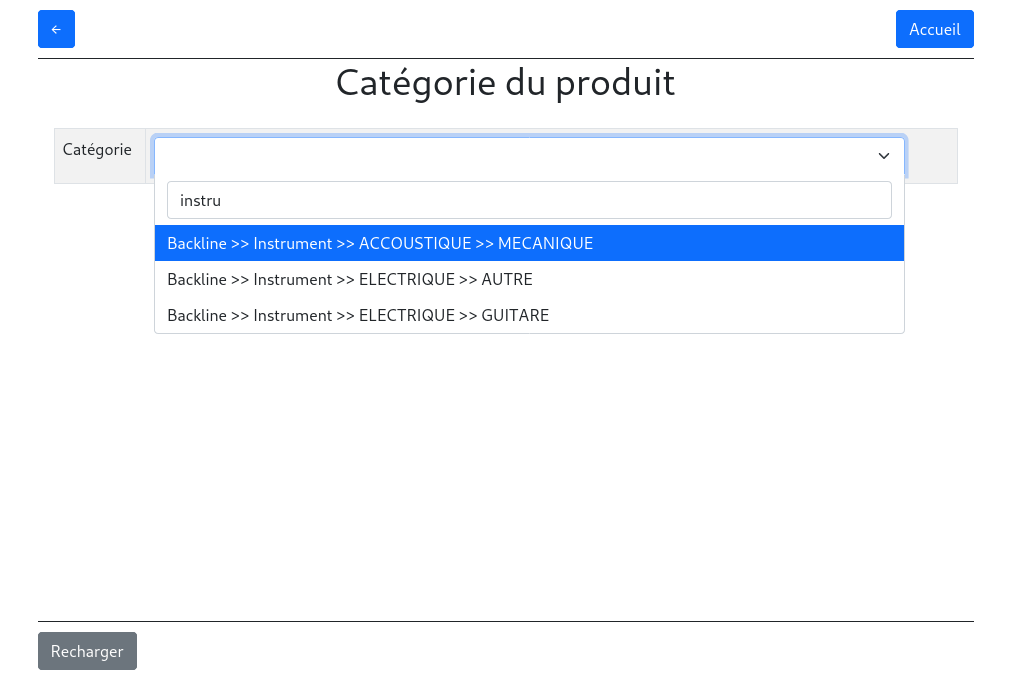 ←
Accueil
Catégorie du produit
Catégorie
instru
Backline >> Instrument >> ACCOUSTIQUE >> MECANIQUE
Backline >> Instrument >> ELECTRIQUE >> AUTRE
Backline >> Instrument >> ELECTRIQUE >> GUITARE
Recharger